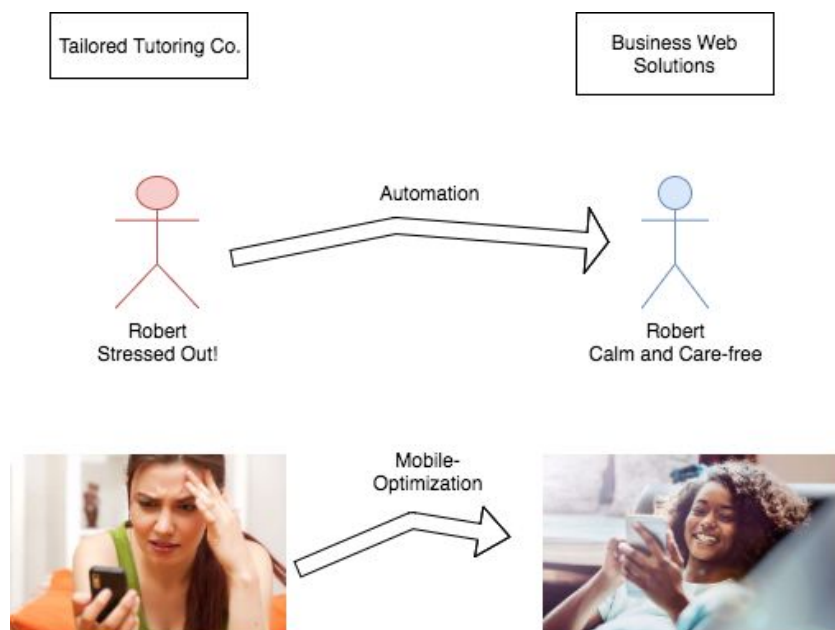 Tailored Tutoring Co.
Business Web
Solutions
Automation
Robert
Stressed Out!
Robert
Calm and Care-free
Mobile-
Optimization